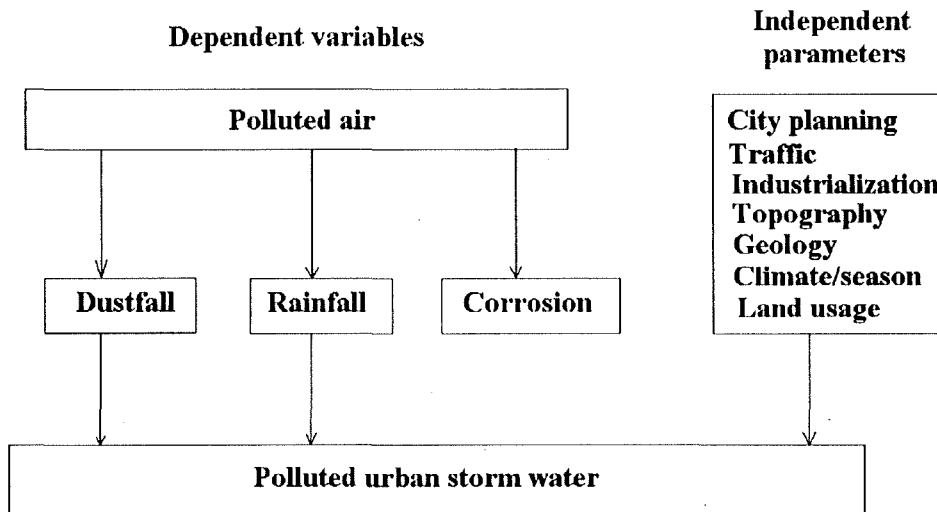 Dependent variables
Independent
parameters
Polluted air
Dustfall
Rainfall
Corrosion
City planning
Traffic
Industrialization
Topography
Geology
Climate/season
Land usage
Polluted urban storm water